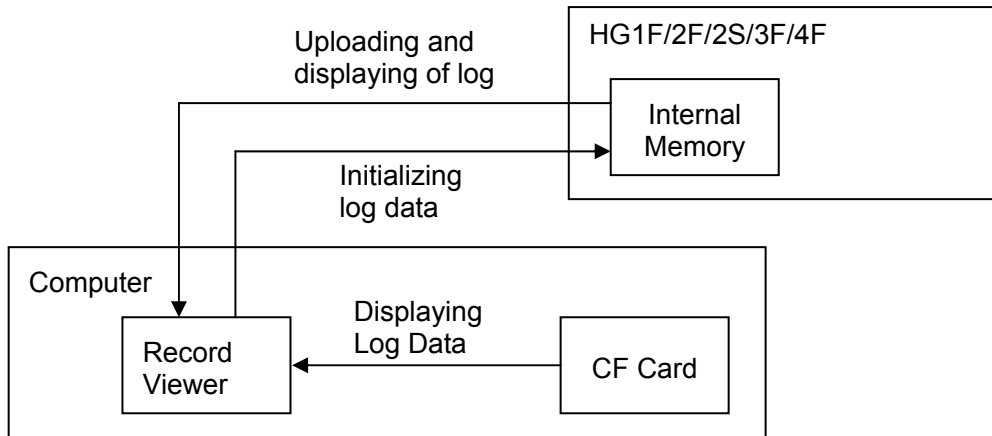 HG1F/2F/2S/3F/4F
Uploading and
displaying of log
Internal
Memory
Initializing
log data
Computer
Displaying
Log Data
Record
Viewer
CF Card